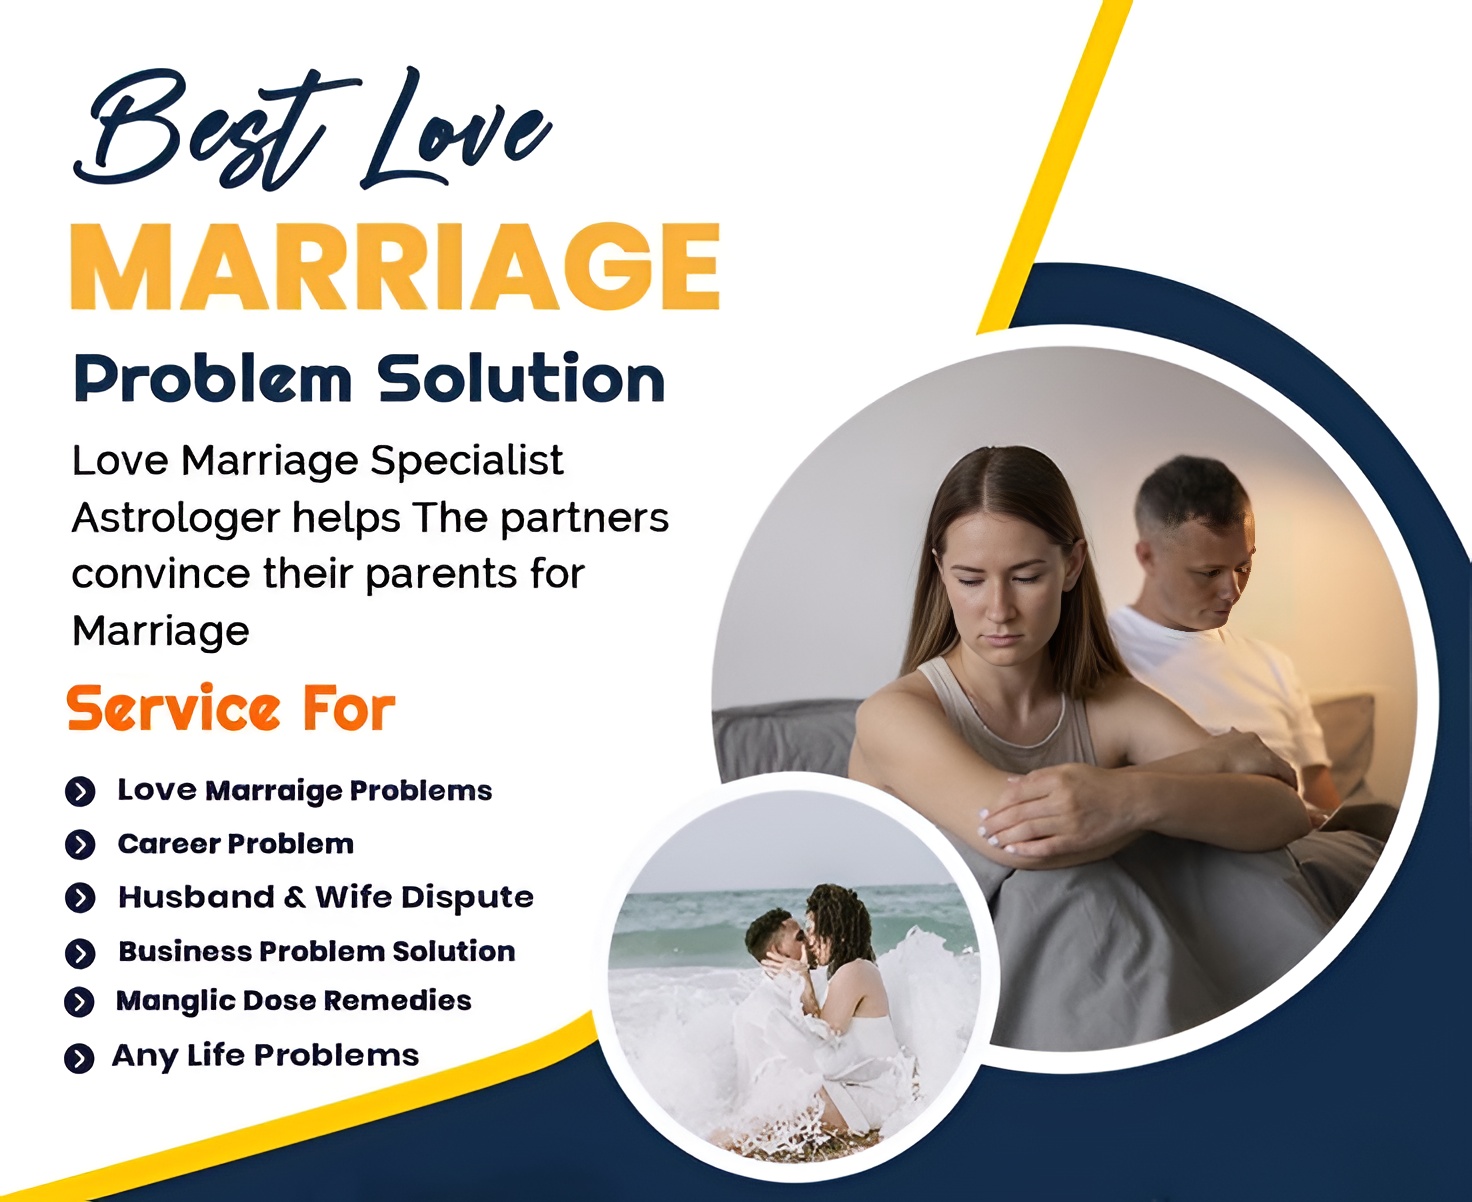 Best Love
MARRIAGE
Problem Solution
Love Marriage Specialist
Astrologer helps The partners
convince their parents for
Marriage
Service For
Love Marraige Problems
Career Problem
Husband & Wife Dispute
Business Problem Solution
Manglic Dose Remedies
Any Life Problems